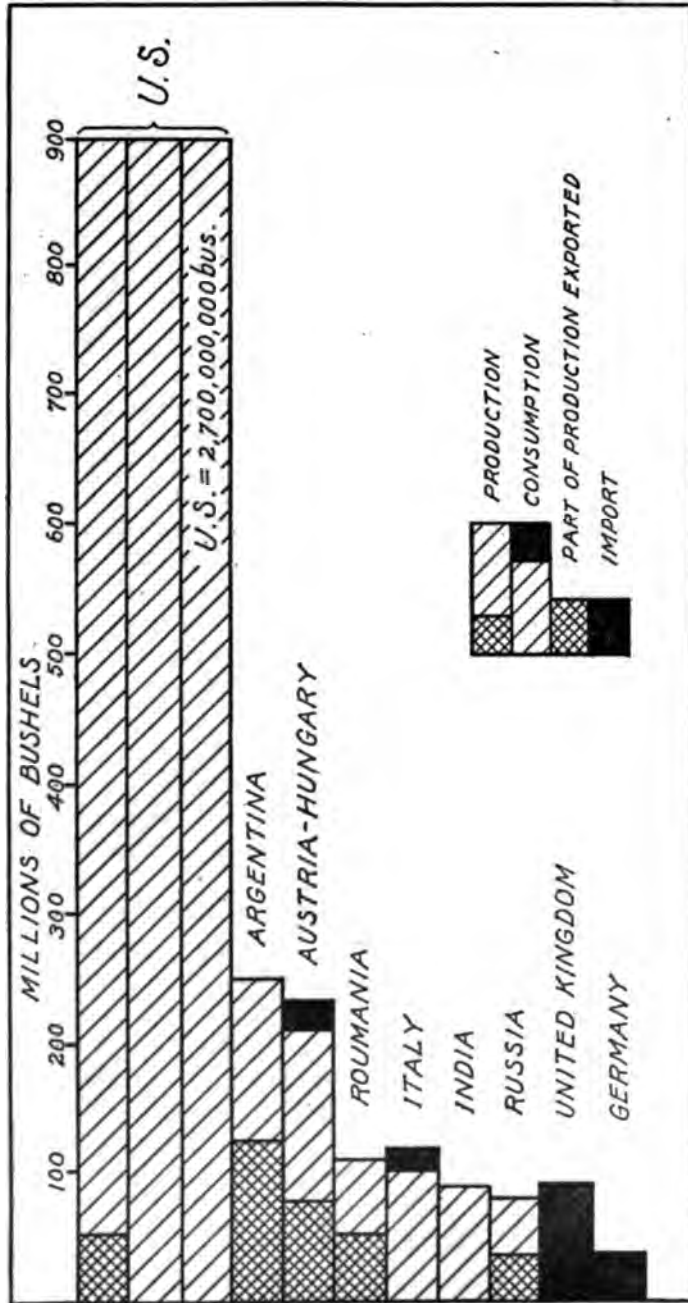 MILLIONS OF BUSHELS
100 200 300 400 500 600 700 800 900
U.S.
U.S. = 2,700,000,000 bus.
ARGENTINA
AUSTRIA-HUNGARY
ROUMANIA
ITALY
INDIA
RUSSIA
UNITED KINGDOM
GERMANY
PRODUCTION
CONSUMPTION
PART OF PRODUCTION EXPORTED
IMPORT